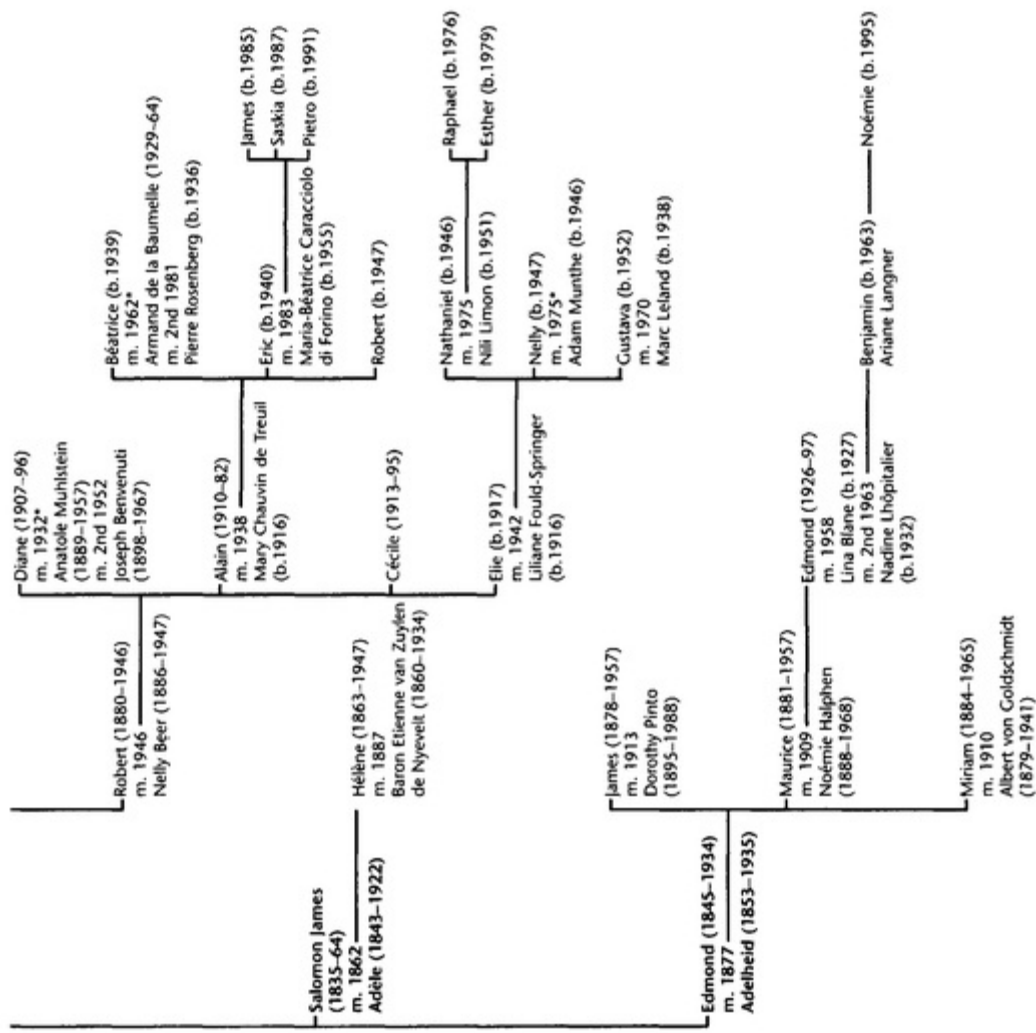 Salomon James
(1835–64)
m. 1862
Adèle (1843–1922)
Edmond (1845–1934)
m. 1877
Adelheid (1853–1935)
Robert (1880–1946)
m. 1946
Nelly Beer (1886–1947)
Hélène (1863–1947)
m. 1887
Baron Etienne van Zuylen
de Nyevelt (1860–1934)
James (1878–1957)
m. 1913
Dorothy Pinto
(1895–1988)
Maurice (1881–1957)
m. 1909
Noémie Halphen
(1888–1968)
Miriam (1884–1965)
m. 1910
Albert von Goldschmidt
(1879–1941)
Diane (1907–96)
m. 1932*
Anatole Muhlstein
(1889–1957)
m. 2nd 1952
Joseph Benvenuti
(1898–1967)
Alain (1910–82)
m. 1938
Mary Chauvin de Treuil
(b.1916)
Cécile (1913–95)
Elie (b.1917)
m. 1942
Liliane Fould-Springer
(b.1916)
Edmond (1926–97)
m. 1958
Lina Blane (b.1927)
m. 2nd 1963
Nadine Lhôpitalier
(b.1932)
Béatrice (b.1939)
m. 1962*
Armand de la Baumelle (1929–64)
m. 2nd 1981
Pierre Rosenberg (b.1936)
Eric (b.1940)
m. 1983
Maria-Béatrice Caracciolo
di Forino (b.1955)
Robert (b.1947)
Nathaniel (b.1946)
m. 1975
Nili Limon (b.1951)
Nelly (b.1947)
m. 1975*
Adam Munthe (b.1946)
Gustava (b.1952)
m. 1970
Marc Leland (b.1938)
Benjamin (b.1963)
Ariane Langner
James (b.1985)
Saskia (b.1987)
Pietro (b.1991)
Raphael (b.1976)
Esther (b.1979)
Noémie (b.1995)